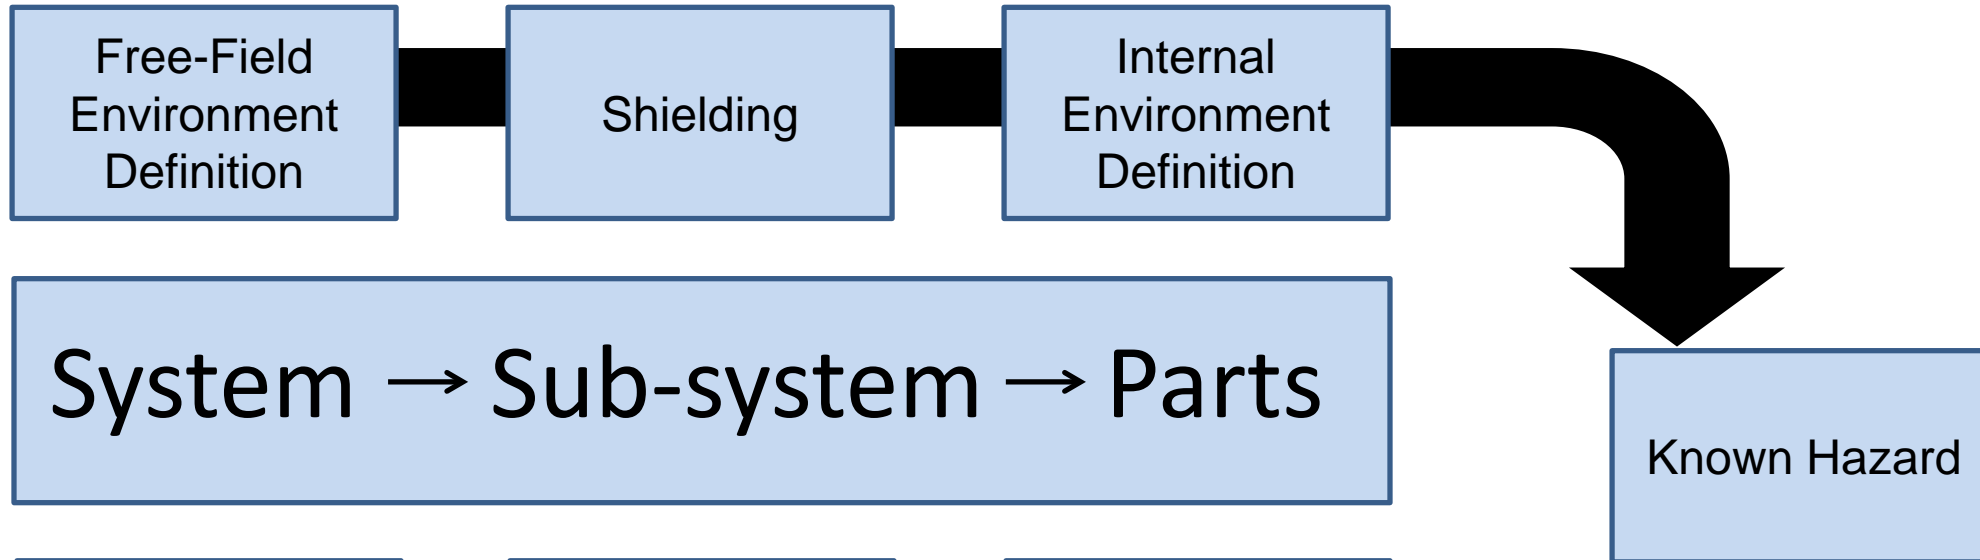 Free-Field
Environment
Definition
Shielding
Internal
Environment
Definition
System → Sub-system → Parts
Known Hazard